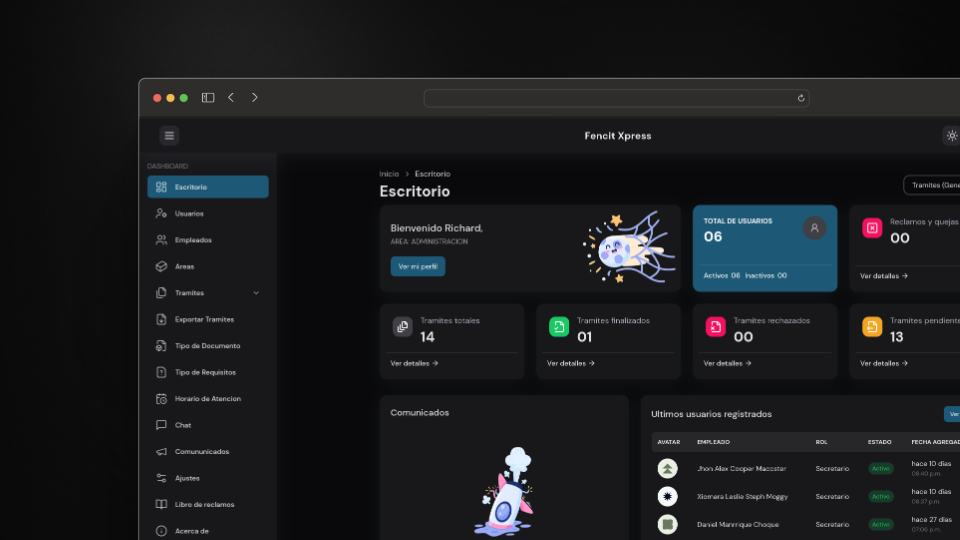 Fencit Xpress
DASHBOARD
Escritorio
Usuarios
Empleados
Areas
Tramites
Exportar Tramites
Tipo de Documento
Tipo de Requisitos
Horario de Atencion
Chat
Comununicados
Ajustes
Libro de reclamos
Acerca de
Inicio > Escritorio
Escritorio
Tramites (Gene
Bienvenido Richard,
AREA: ADMINISTRACION
Ver mi perfil
TOTAL DE USUARIOS
06
Activos 06 Inactivos 00
Reclamos y quejas
00
Ver detalles →
Tramites totales
14
Ver detalles →
Tramites finalizados
01
Ver detalles →
Tramites rechazados
00
Ver detalles →
Tramites pendiente
13
Ver detalles →
Comunicados
Ultimos usuarios registrados
Ver
AVATAR EMPLEADO ROL ESTADO FECHA AGREGAD
Jhon Alex Cooper Maccster Secretario Activo hace 10 días
09:40 p.m.
Xiomara Leslie Steph Moggy Secretario Activo hace 10 días
08:37 p.m.
Daniel Manrrique Choque Secretario Activo hace 27 días
07:06 p.m.